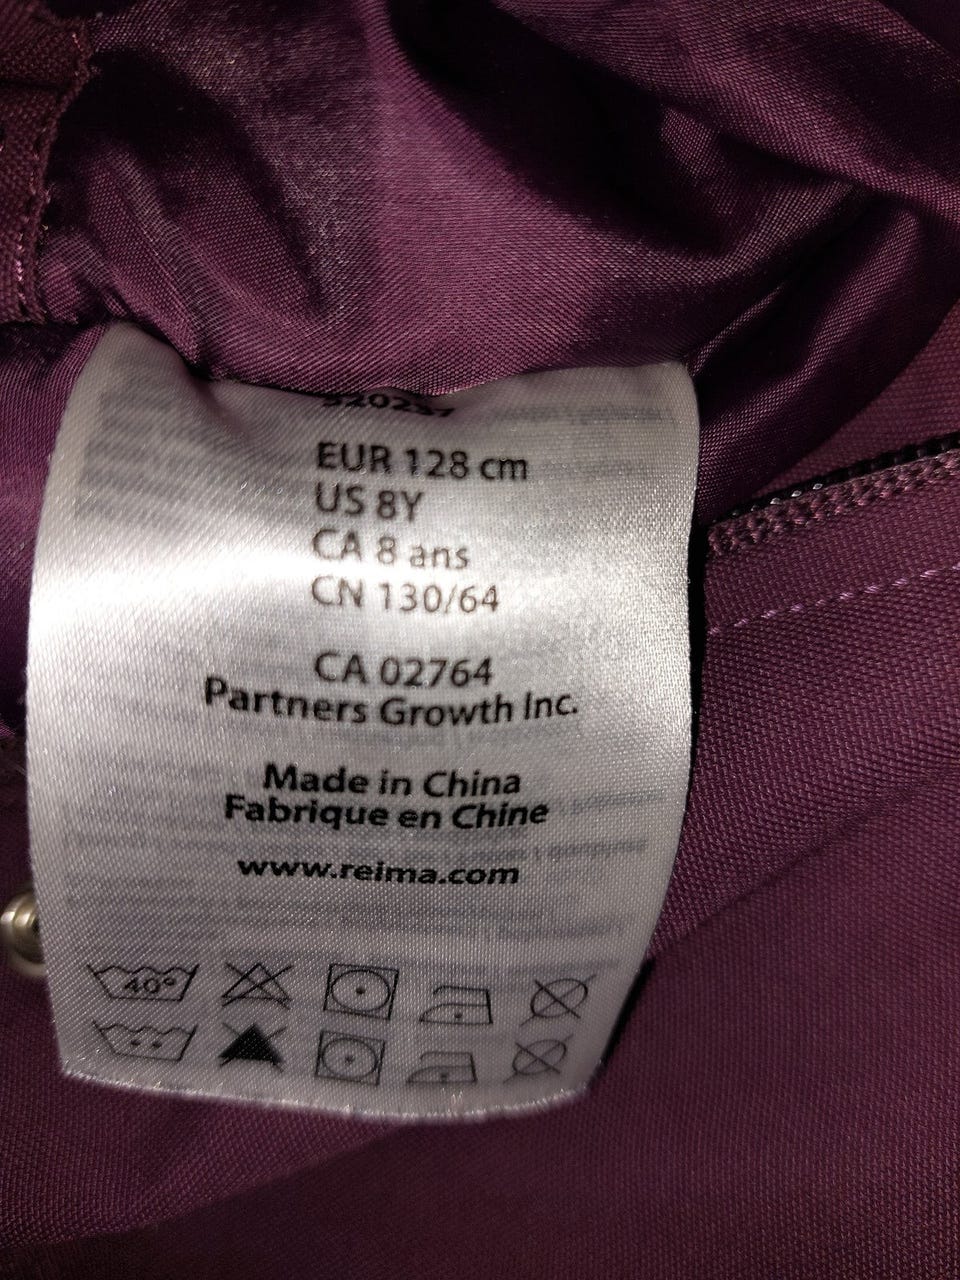 520257
EUR 128 cm
US 8Y
CA 8 ans
CN 130/64
CA 02764
Partners Growth Inc.
Made in China
Fabrique en Chine
www.reima.com
40°